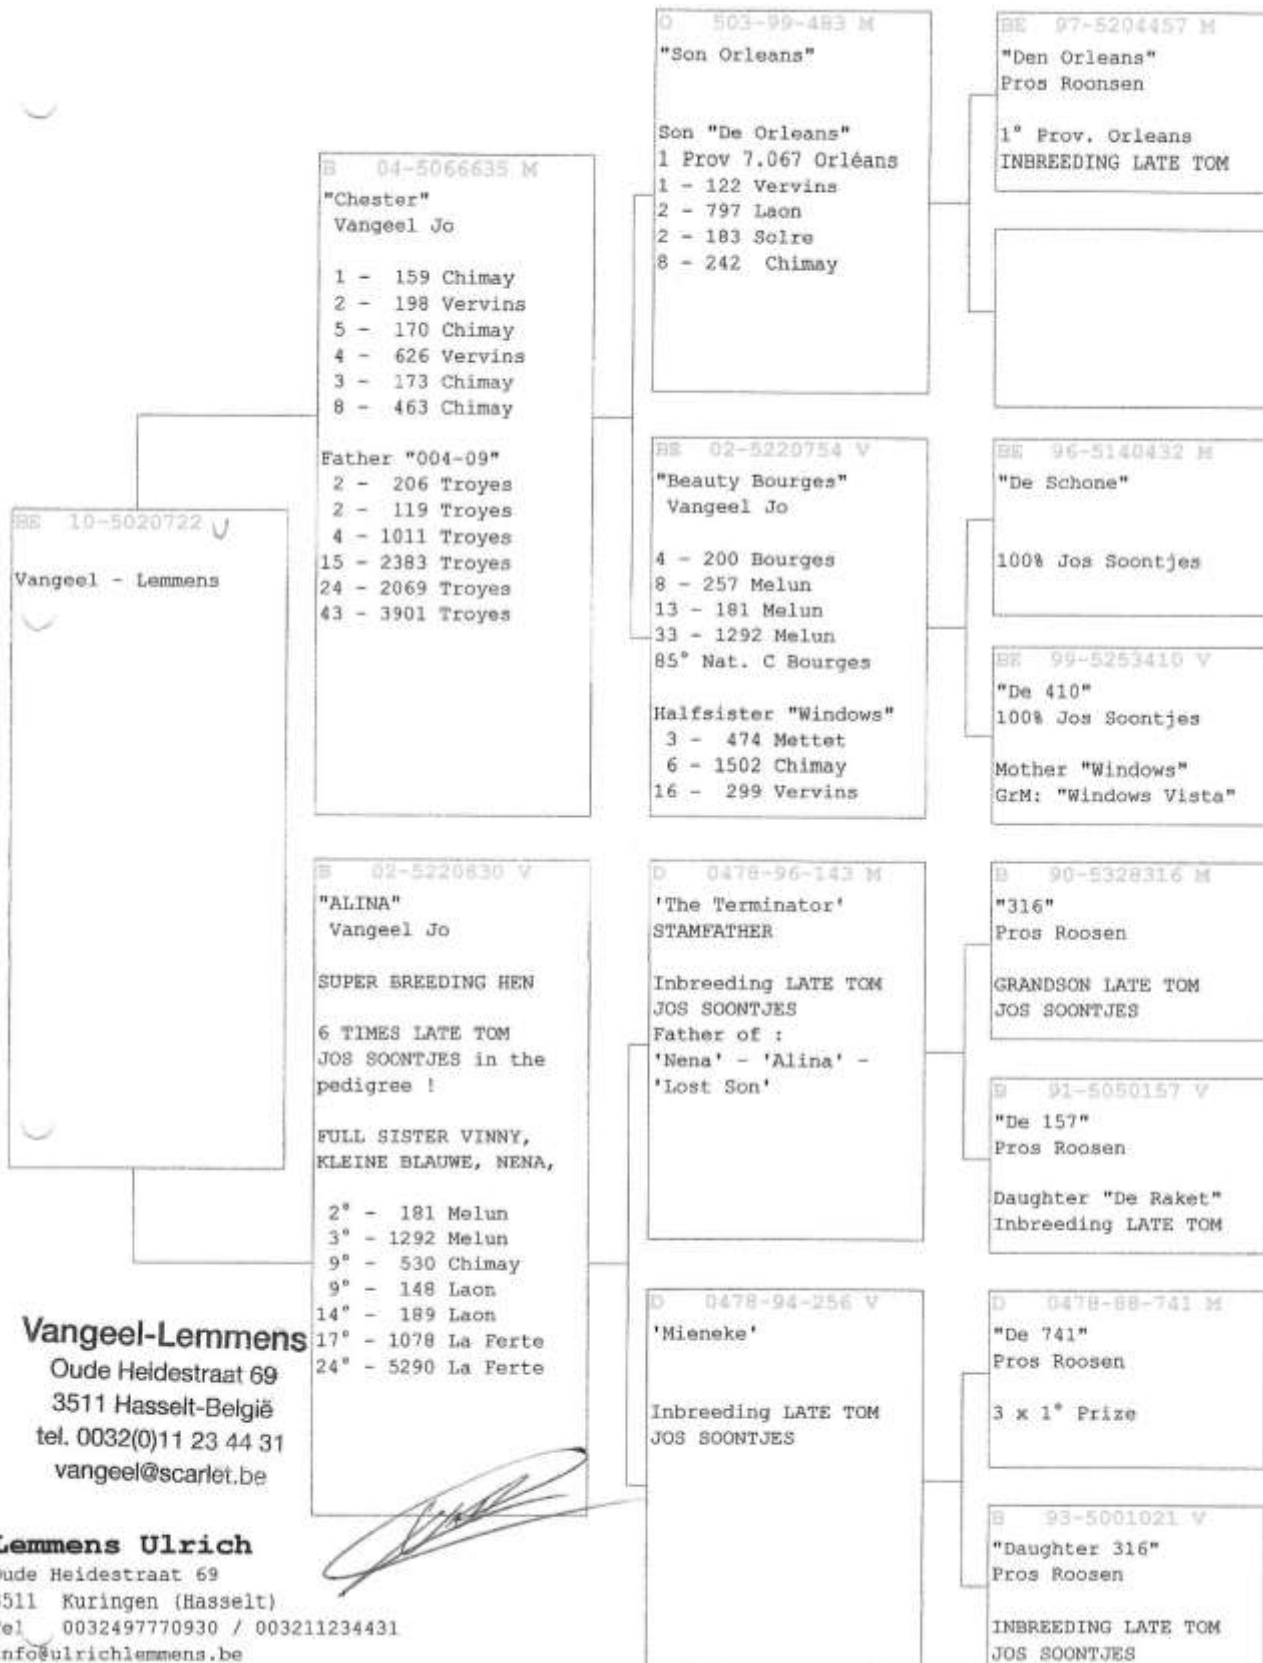 BE 10-5020722 V
Vangeel - Lemmens
B 04-5066635 M
"Chester"
Vangeel Jo
1 - 159 Chimay
2 - 198 Vervins
5 - 170 Chimay
4 - 626 Vervins
3 - 173 Chimay
8 - 463 Chimay
Father "004-09"
2 - 206 Troyes
2 - 119 Troyes
4 - 1011 Troyes
15 - 2383 Troyes
24 - 2069 Troyes
43 - 3901 Troyes
B 02-5220830 V
"ALINA"
Vangeel Jo
SUPER BREEDING HEN
6 TIMES LATE TOM
JOS SOONTJES in the
pedigree !
FULL SISTER VINNY,
KLEINE BLAUWE, NENA,
2° - 181 Melun
3° - 1292 Melun
9° - 530 Chimay
9° - 148 Laon
14° - 189 Laon
17° - 1078 La Ferte
24° - 5290 La Ferte
O 503-99-483 M
"Son Orleans"
Son "De Orleans"
1 Prov 7.067 Orléans
1 - 122 Vervins
2 - 797 Laon
2 - 183 Solre
8 - 242 Chimay
BE 02-5220754 V
"Beauty Bourges"
Vangeel Jo
4 - 200 Bourges
8 - 257 Melun
13 - 181 Melun
33 - 1292 Melun
85° Nat. C Bourges
Halfsister "Windows"
3 - 474 Mettet
6 - 1502 Chimay
16 - 299 Vervins
D 0478-96-143 M
'The Terminator'
STAMFATHER
Inbreeding LATE TOM
JOS SOONTJES
Father of :
'Nena' - 'Alina' -
'Lost Son'
D 0478-94-256 V
'Mieneke'
Inbreeding LATE TOM
JOS SOONTJES
BE 97-5204457 M
"Den Orleans"
Pros Roonsen
1° Prov. Orleans
INBREEDING LATE TOM
BE 96-5140432 M
"De Schone"
100% Jos Soontjes
BE 99-5253410 V
"De 410"
100% Jos Soontjes
Mother "Windows"
GrM: "Windows Vista"
B 90-5328316 M
"316"
Pros Roosen
GRANDSON LATE TOM
JOS SOONTJES
B 91-5050157 V
"De 157"
Pros Roosen
Daughter "De Raket"
Inbreeding LATE TOM
D 0478-88-741 M
"De 741"
Pros Roosen
3 x 1° Prize
B 93-5001021 V
"Daughter 316"
Pros Roosen
INBREEDING LATE TOM
JOS SOONTJES
Vangeel-Lemmens
Oude Heidestraat 69
3511 Hasselt-België
tel. 0032(0)11 23 44 31
vangeel@scarlet.be
Lemmens Ulrich
Oude Heidestraat 69
3511 Kuringen (Hasselt)
Tel 0032497770930 / 003211234431
info@ulrichlemmens.be